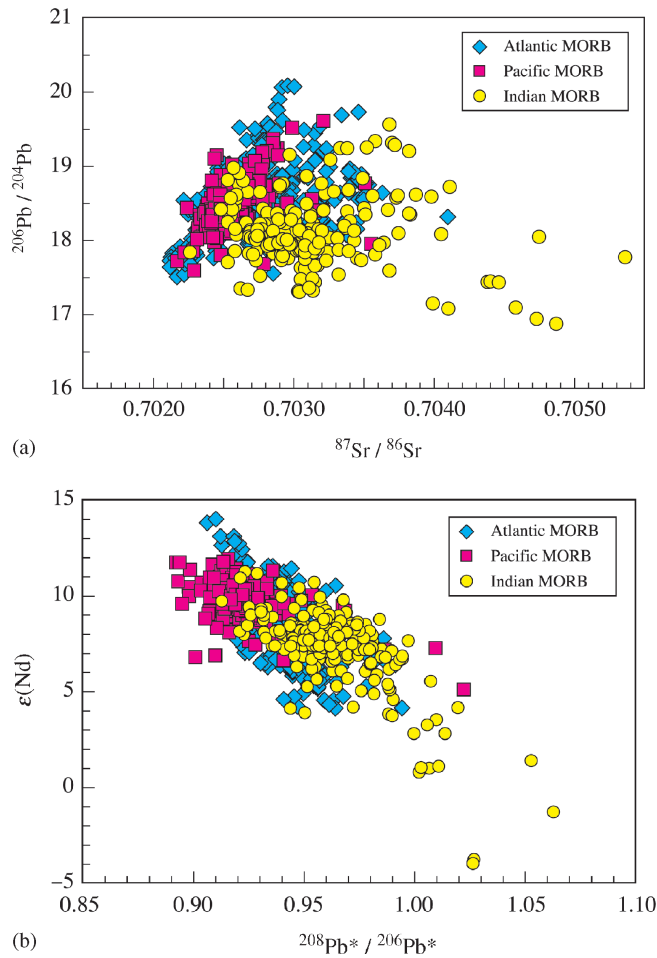 21
20
19
18
17
16
²⁰⁶Pb / ²⁰⁴Pb
Atlantic MORB
Pacific MORB
Indian MORB
0.7020 0.7030 0.7040 0.7050
(a) ⁸⁷Sr / ⁸⁶Sr
15
10
5
0
−5
ε(Nd)
Atlantic MORB
Pacific MORB
Indian MORB
0.85 0.90 0.95 1.00 1.05 1.10
(b) ²⁰⁸Pb* / ²⁰⁶Pb*